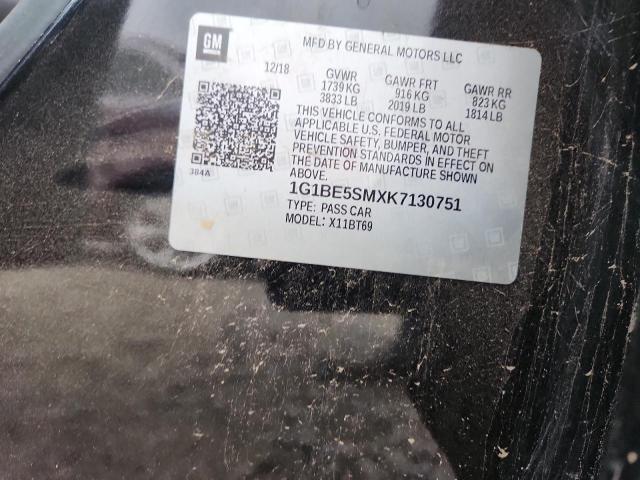 GM
MFD BY GENERAL MOTORS LLC
12/18
GVWR GAWR FRT GAWR RR
1739 KG 916 KG 823 KG
3833 LB 2019 LB 1814 LB
THIS VEHICLE CONFORMS TO ALL
APPLICABLE U.S. FEDERAL MOTOR
VEHICLE SAFETY, BUMPER, AND THEFT
PREVENTION STANDARDS IN EFFECT ON
THE DATE OF MANUFACTURE SHOWN
ABOVE.
384A
1G1BE5SMXK7130751
TYPE: PASS CAR
MODEL: X11BT69